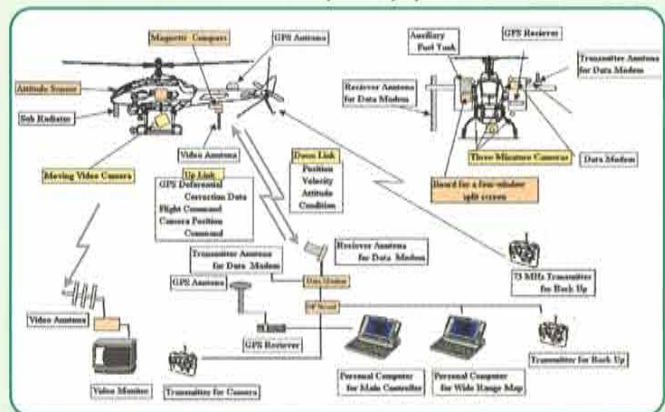 Magnetic Compass
GPS Antenna
Attitude Sensor
Sub Radiator
Video Antenna
Moving Video Camera
Auxiliary
Fuel Tank
GPS Reciever
Transmitter Antenna
for Data Modem
Reciever Antenna
for Data Modem
Three Minature Cameras
Data Modem
Board for a four-window
split screen
Up Link
GPS Deferential
Correction Data
Flight Command
Camera Position
Command
Down Link
Position
Velocity
Attitude
Condition
Transmitter Antenna
for Data Modem
Reciever Antenna
for Data Modem
GPS Antenna
Data Modem
GPS Reciever
73 MHz Transmitter
for Back Up
Video Antenna
Video Monitor
Transmitter for Camera
Personal Computer
for Main Controller
Personal Computer
for Wide Range Map
Transmitter for Back Up